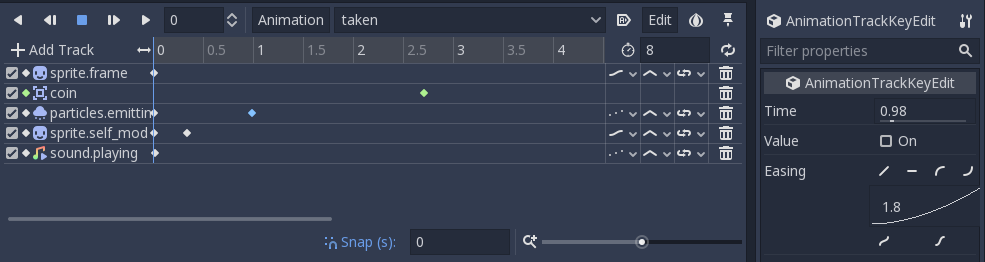 0 Animation taken Edit AnimationTrackKeyEdit
Add Track 0 0.5 1 1.5 2 2.5 3 3.5 4 8 Filter properties
sprite.frame AnimationTrackKeyEdit
coin
particles.emittin Time 0.98
sprite.self_mod Value On
sound.playing
Easing
1.8
Snap (s): 0